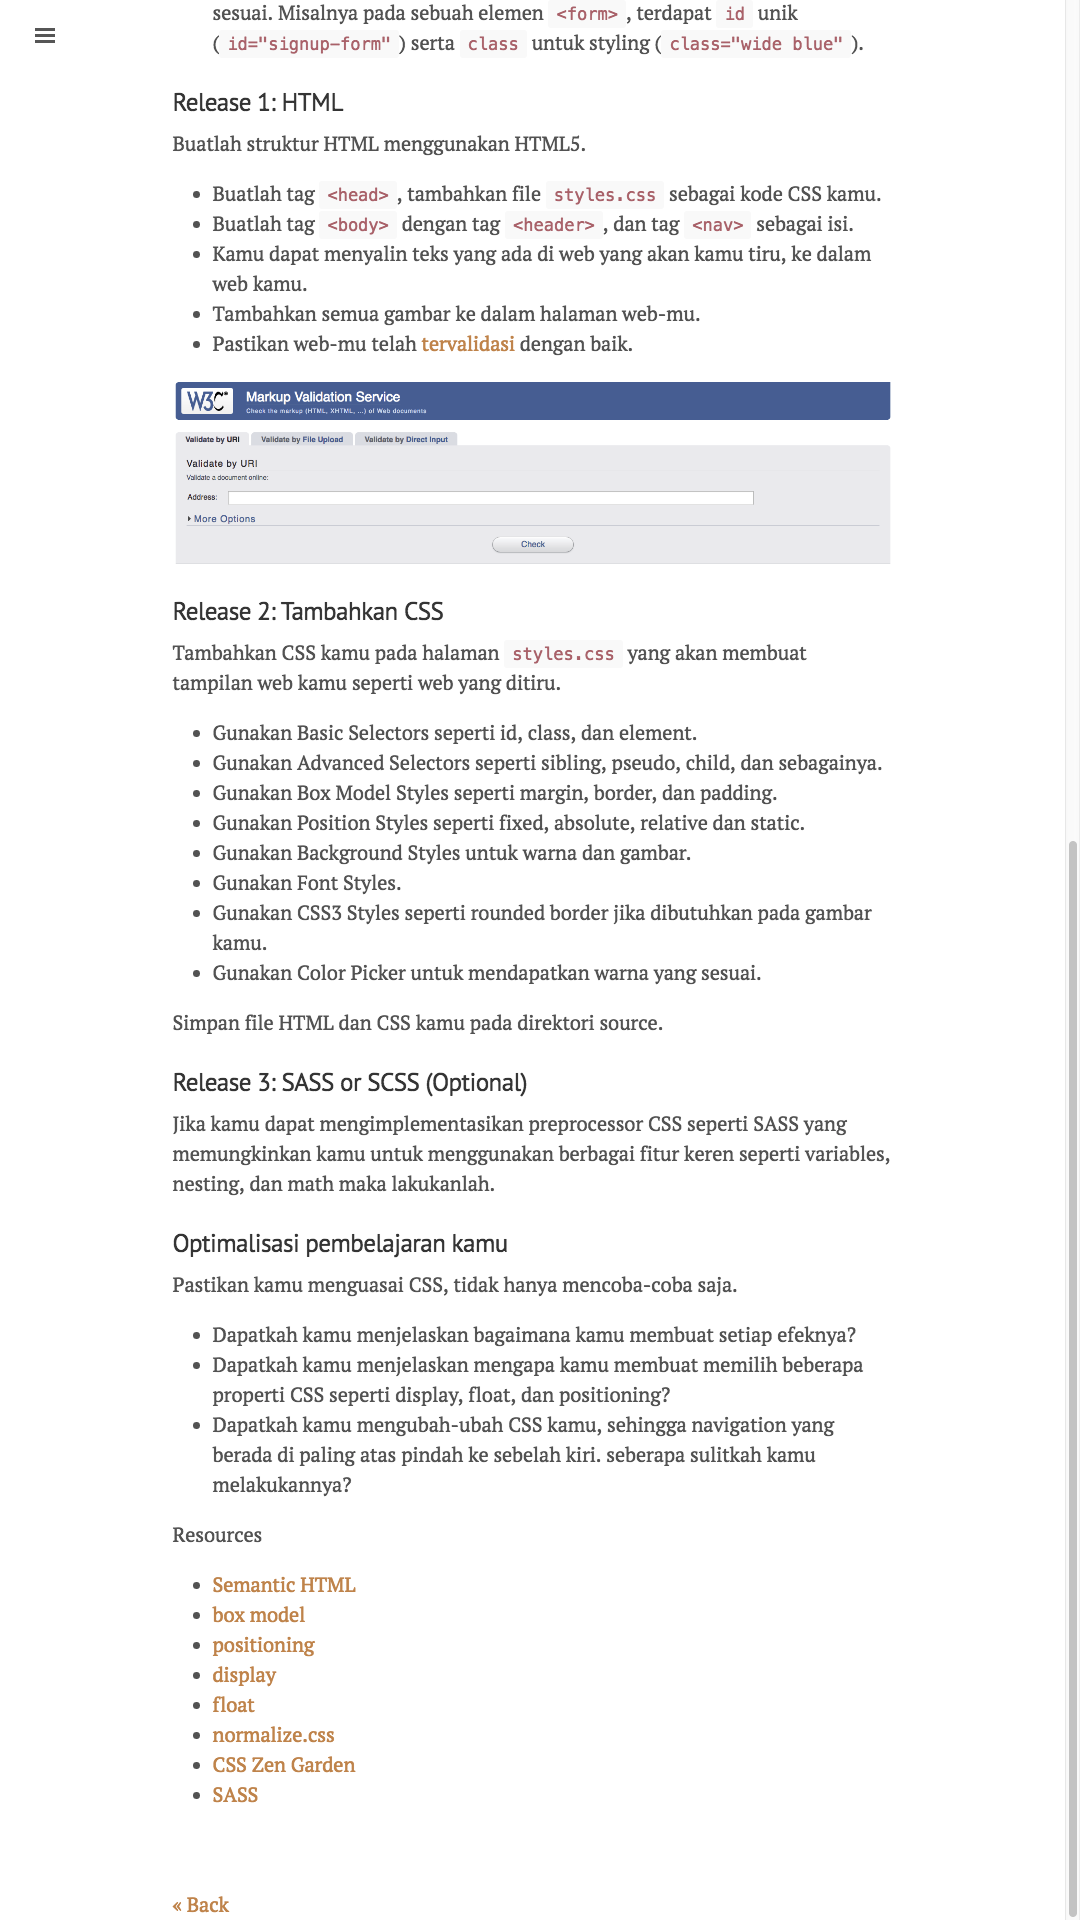 sesuai. Misalnya pada sebuah elemen <form> , terdapat id unik
( id="signup-form" ) serta class untuk styling ( class="wide blue" ).
Release 1: HTML
Buatlah struktur HTML menggunakan HTML5.
• Buatlah tag <head> , tambahkan file styles.css sebagai kode CSS kamu.
• Buatlah tag <body> dengan tag <header> , dan tag <nav> sebagai isi.
• Kamu dapat menyalin teks yang ada di web yang akan kamu tiru, ke dalam
web kamu.
• Tambahkan semua gambar ke dalam halaman web-mu.
• Pastikan web-mu telah tervalidasi dengan baik.
W3C Markup Validation Service
Check the markup (HTML, XHTML, ...) of Web documents
Validate by URI Validate by File Upload Validate by Direct Input
Validate by URI
Validate a document online:
Address:
More Options
Check
Release 2: Tambahkan CSS
Tambahkan CSS kamu pada halaman styles.css yang akan membuat
tampilan web kamu seperti web yang ditiru.
• Gunakan Basic Selectors seperti id, class, dan element.
• Gunakan Advanced Selectors seperti sibling, pseudo, child, dan sebagainya.
• Gunakan Box Model Styles seperti margin, border, dan padding.
• Gunakan Position Styles seperti fixed, absolute, relative dan static.
• Gunakan Background Styles untuk warna dan gambar.
• Gunakan Font Styles.
• Gunakan CSS3 Styles seperti rounded border jika dibutuhkan pada gambar
kamu.
• Gunakan Color Picker untuk mendapatkan warna yang sesuai.
Simpan file HTML dan CSS kamu pada direktori source.
Release 3: SASS or SCSS (Optional)
Jika kamu dapat mengimplementasikan preprocessor CSS seperti SASS yang
memungkinkan kamu untuk menggunakan berbagai fitur keren seperti variables,
nesting, dan math maka lakukanlah.
Optimalisasi pembelajaran kamu
Pastikan kamu menguasai CSS, tidak hanya mencoba-coba saja.
• Dapatkah kamu menjelaskan bagaimana kamu membuat setiap efeknya?
• Dapatkah kamu menjelaskan mengapa kamu membuat memilih beberapa
properti CSS seperti display, float, dan positioning?
• Dapatkah kamu mengubah-ubah CSS kamu, sehingga navigation yang
berada di paling atas pindah ke sebelah kiri. seberapa sulitkah kamu
melakukannya?
Resources
• Semantic HTML
• box model
• positioning
• display
• float
• normalize.css
• CSS Zen Garden
• SASS
« Back